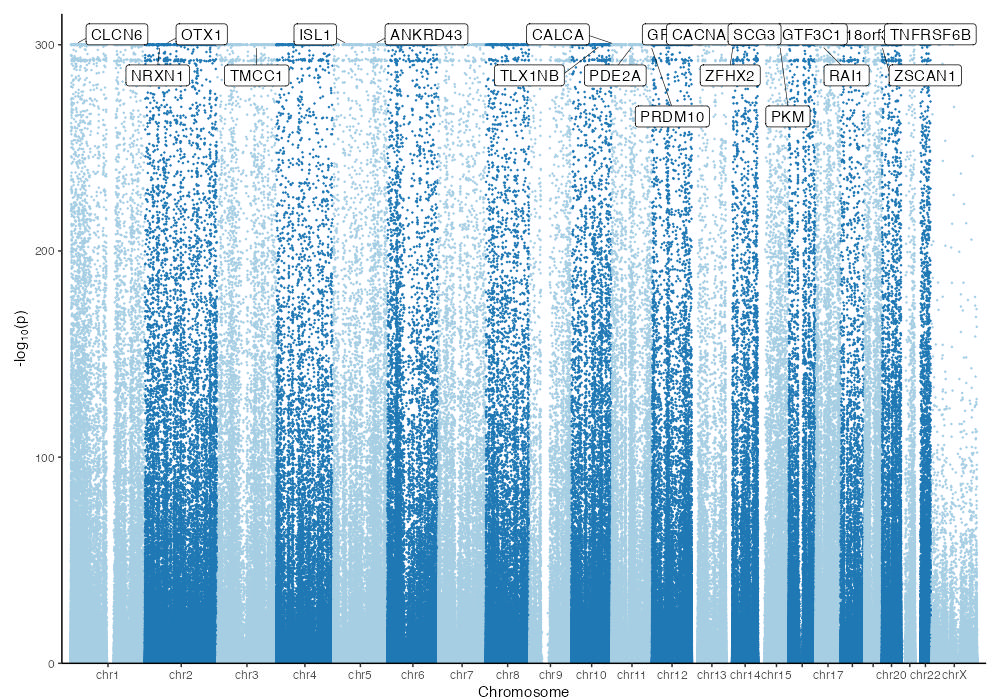 CLCN6 OTX1 ISL1 ANKRD43 CALCA CACNA SCG3 GTF3C1 TNFRSF6B
NRXN1 TMCC1 TLX1NB PDE2A ZFHX2 RAI1 ZSCAN1
PRDM10 PKM
300
200
100
0
-log10(p)
chr1 chr2 chr3 chr4 chr5 chr6 chr7 chr8 chr9 chr10 chr11 chr12 chr13 chr14 chr15 chr17 chr18 chr20 chr22 chrX
Chromosome